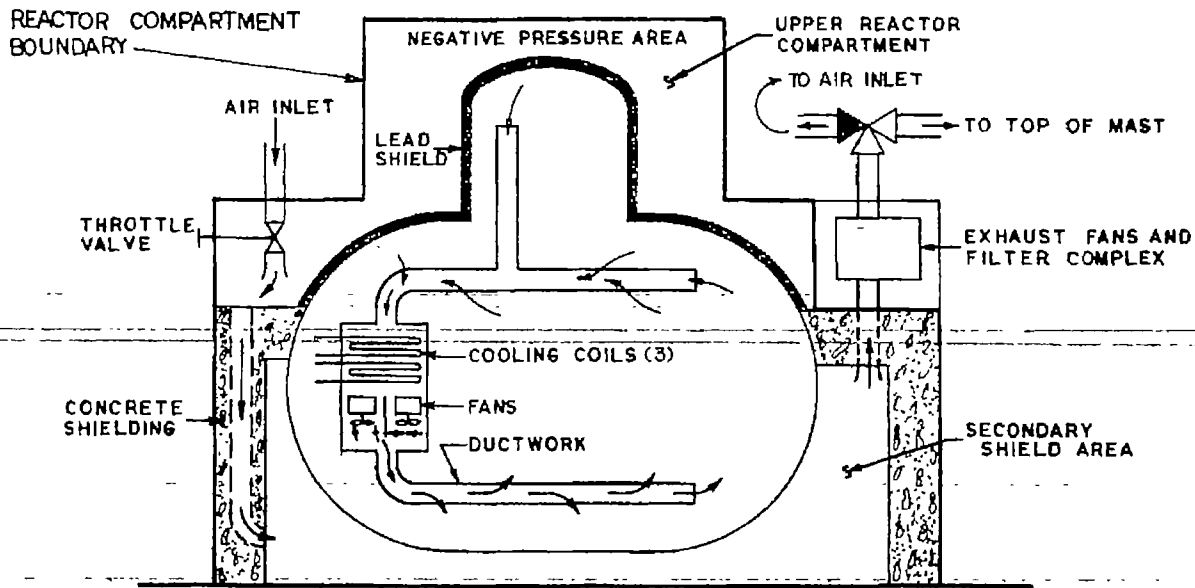 REACTOR COMPARTMENT
BOUNDARY
NEGATIVE PRESSURE AREA
UPPER REACTOR
COMPARTMENT
TO AIR INLET
AIR INLET
TO TOP OF MAST
LEAD
SHIELD
THROTTLE
VALVE
EXHAUST FANS AND
FILTER COMPLEX
COOLING COILS (3)
FANS
CONCRETE
SHIELDING
DUCTWORK
SECONDARY
SHIELD AREA